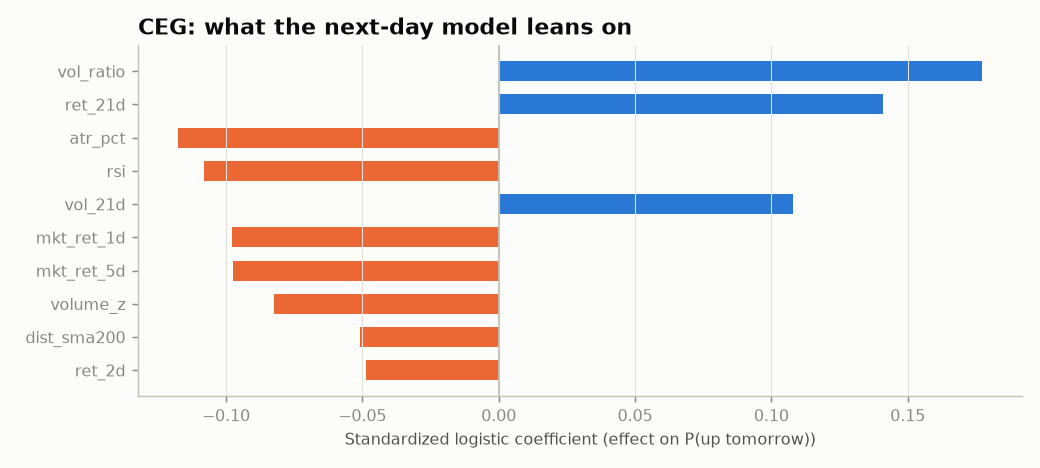 CEG: what the next-day model leans on
vol_ratio
ret_21d
atr_pct
rsi
vol_21d
mkt_ret_1d
mkt_ret_5d
volume_z
dist_sma200
ret_2d
−0.10 −0.05 0.00 0.05 0.10 0.15
Standardized logistic coefficient (effect on P(up tomorrow))